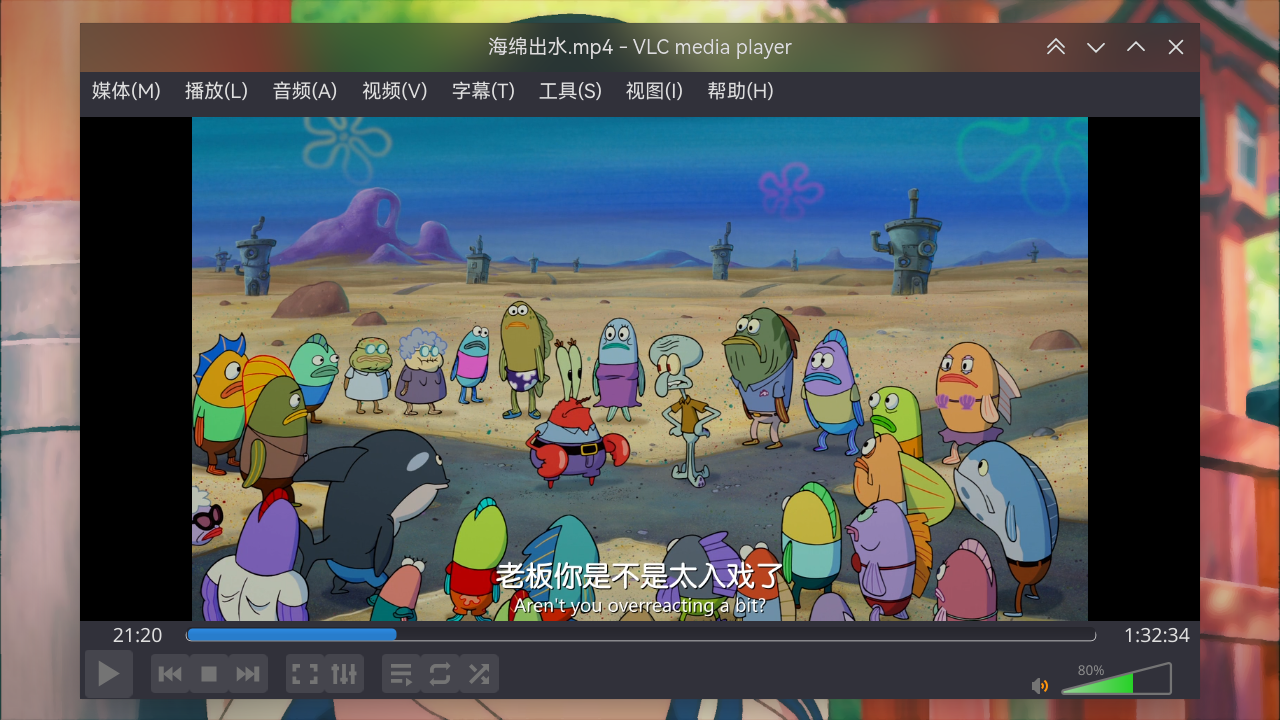 海绵出水.mp4 - VLC media player
媒体(M) 播放(L) 音频(A) 视频(V) 字幕(T) 工具(S) 视图(I) 帮助(H)
老板你是不是太入戏了
Aren't you overreacting a bit?
21:20 1:32:34
80%